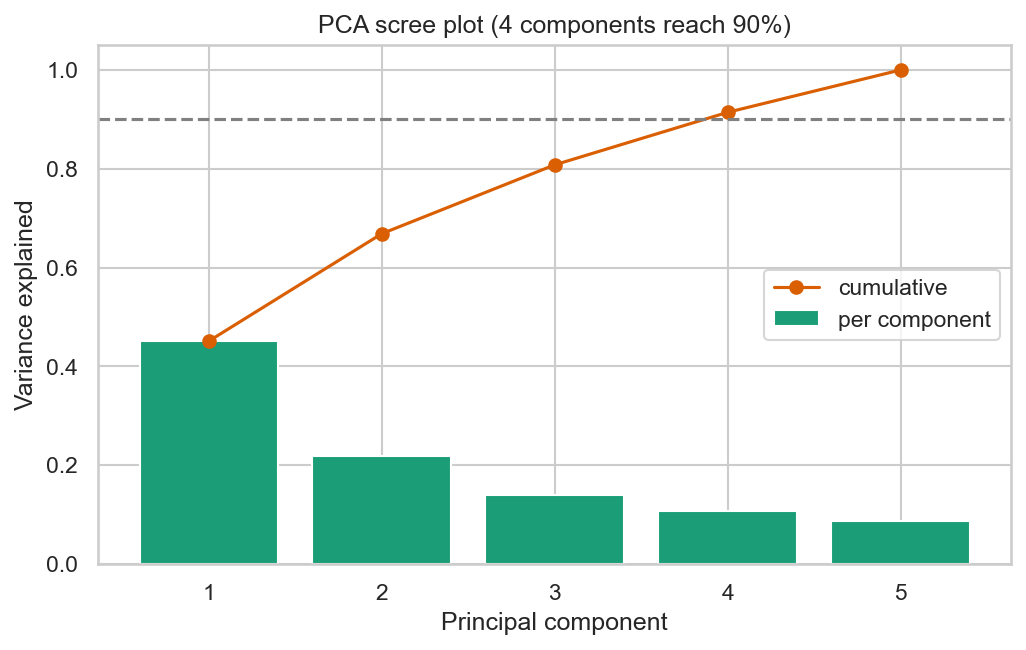 PCA scree plot (4 components reach 90%)
Variance explained
1.0
0.8
0.6
0.4
0.2
0.0
cumulative
per component
1 2 3 4 5
Principal component